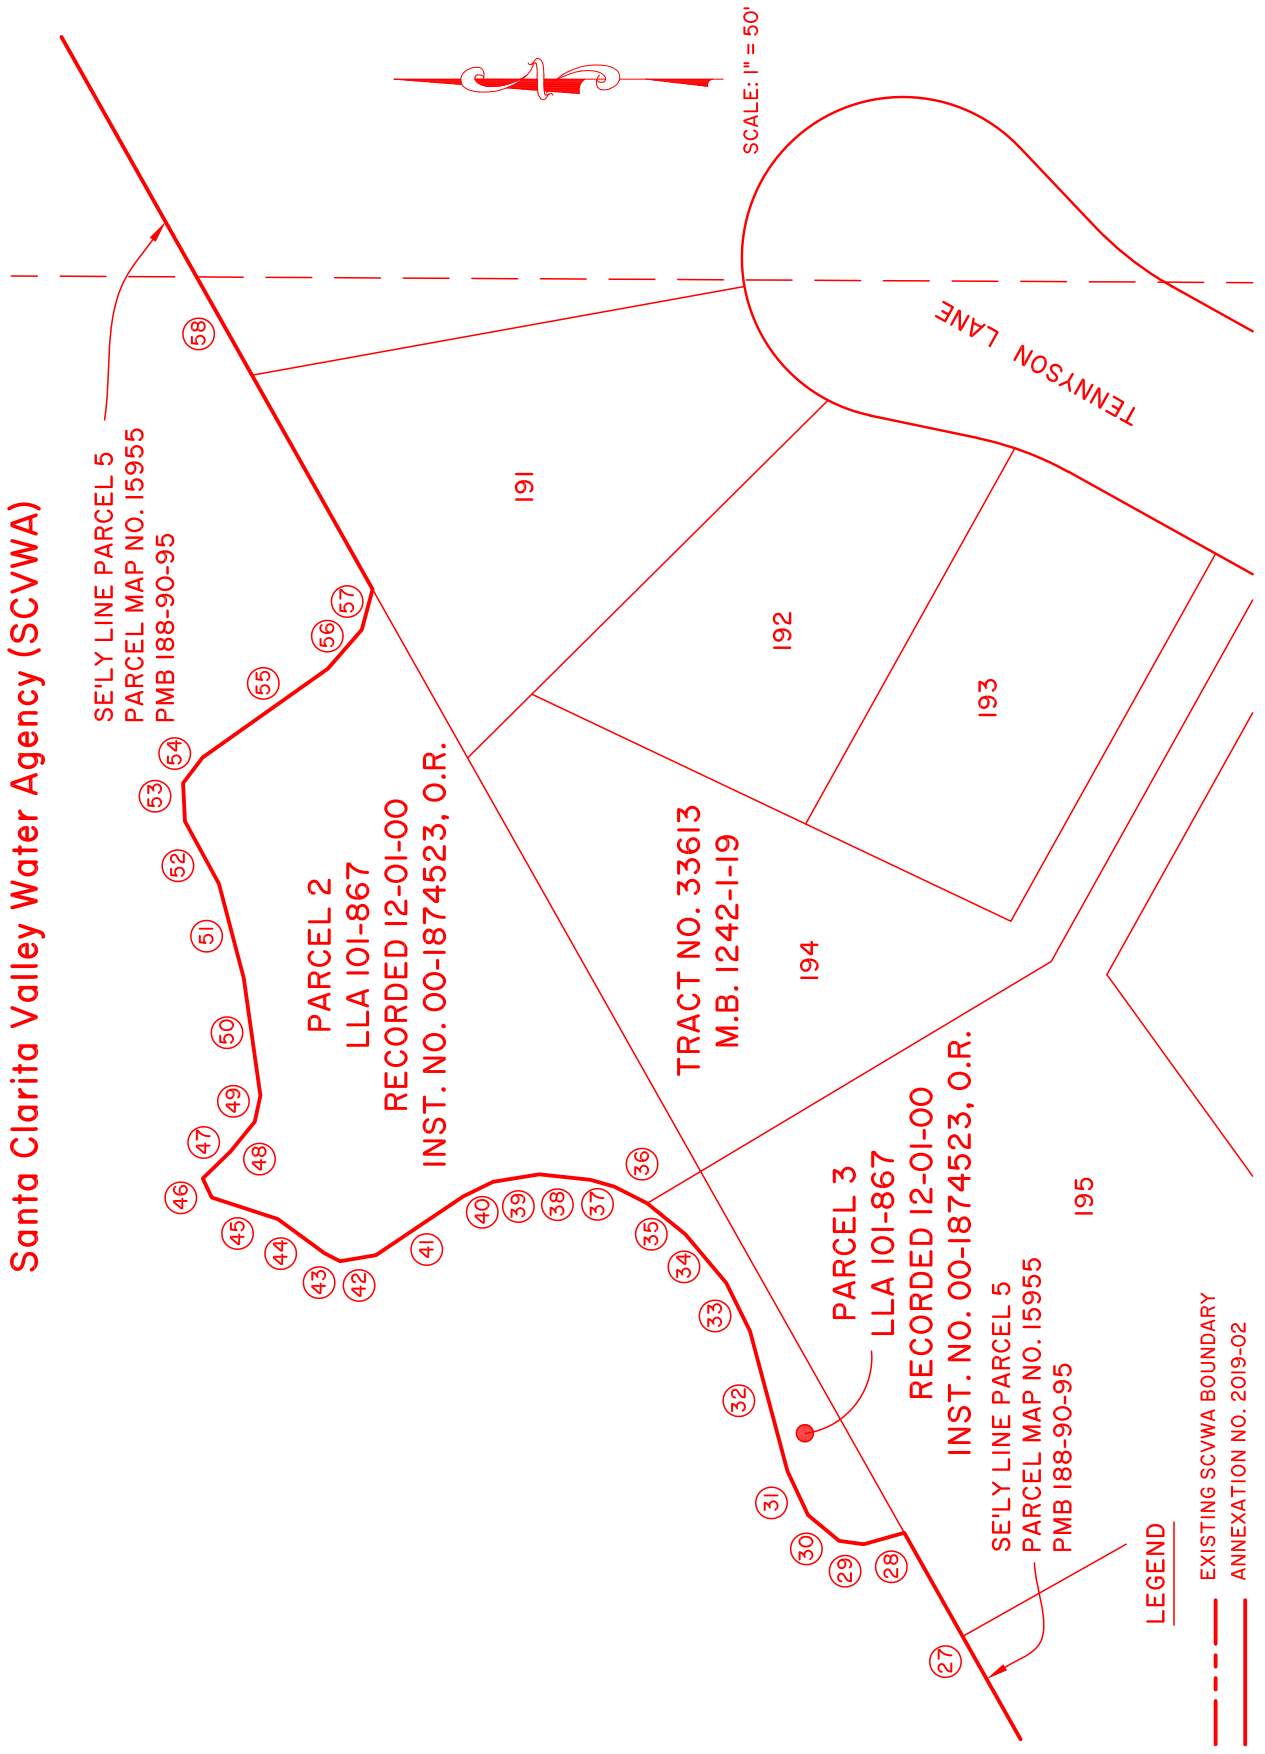 Santa Clarita Valley Water Agency (SCVWA)
SE'LY LINE PARCEL 5
PARCEL MAP NO. 15955
PMB 188-90-95
N
SCALE: 1" = 50'
58
57
56
55
54
53
52
51
50
49
48
47
46
45
44
43
42
41
40
39
38
37
36
35
34
33
32
31
30
29
28
27
PARCEL 2
LLA 101-867
RECORDED 12-01-00
INST. NO. 00-1874523, O.R.
191
192
193
194
195
TENNYSON LANE
TRACT NO. 33613
M.B. 1242-1-19
PARCEL 3
LLA 101-867
RECORDED 12-01-00
INST. NO. 00-1874523, O.R.
SE'LY LINE PARCEL 5
PARCEL MAP NO. 15955
PMB 188-90-95
LEGEND
EXISTING SCVWA BOUNDARY
ANNEXATION NO. 2019-02